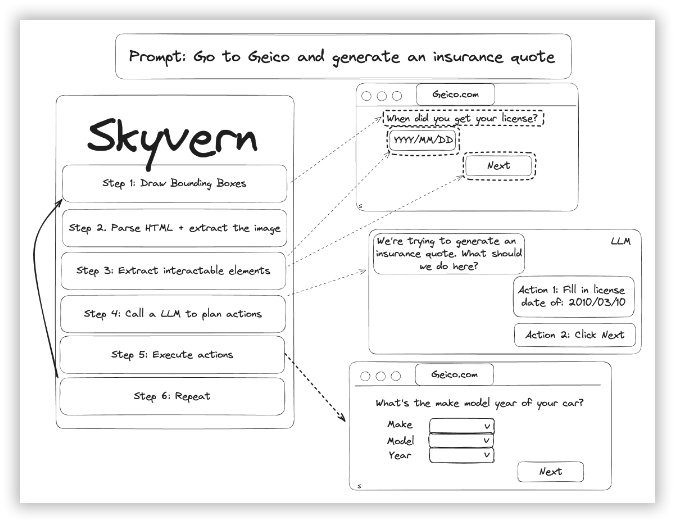 Prompt: Go to Geico and generate an insurance quote
Skyvern
Step 1: Draw Bounding Boxes
Step 2. Parse HTML + extract the image
Step 3: Extract interactable elements
Step 4: Call a LLM to plan actions
Step 5: Execute actions
Step 6: Repeat
Geico.com
When did you get your license?
YYYY/MM/DD
Next
s
We're trying to generate an
insurance quote. What should
we do here?
LLM
Action 1: Fill in license
date of: 2010/03/10
Action 2: Click Next
Geico.com
What's the make model year of your car?
Make
v
Model
v
Year
v
Next
s